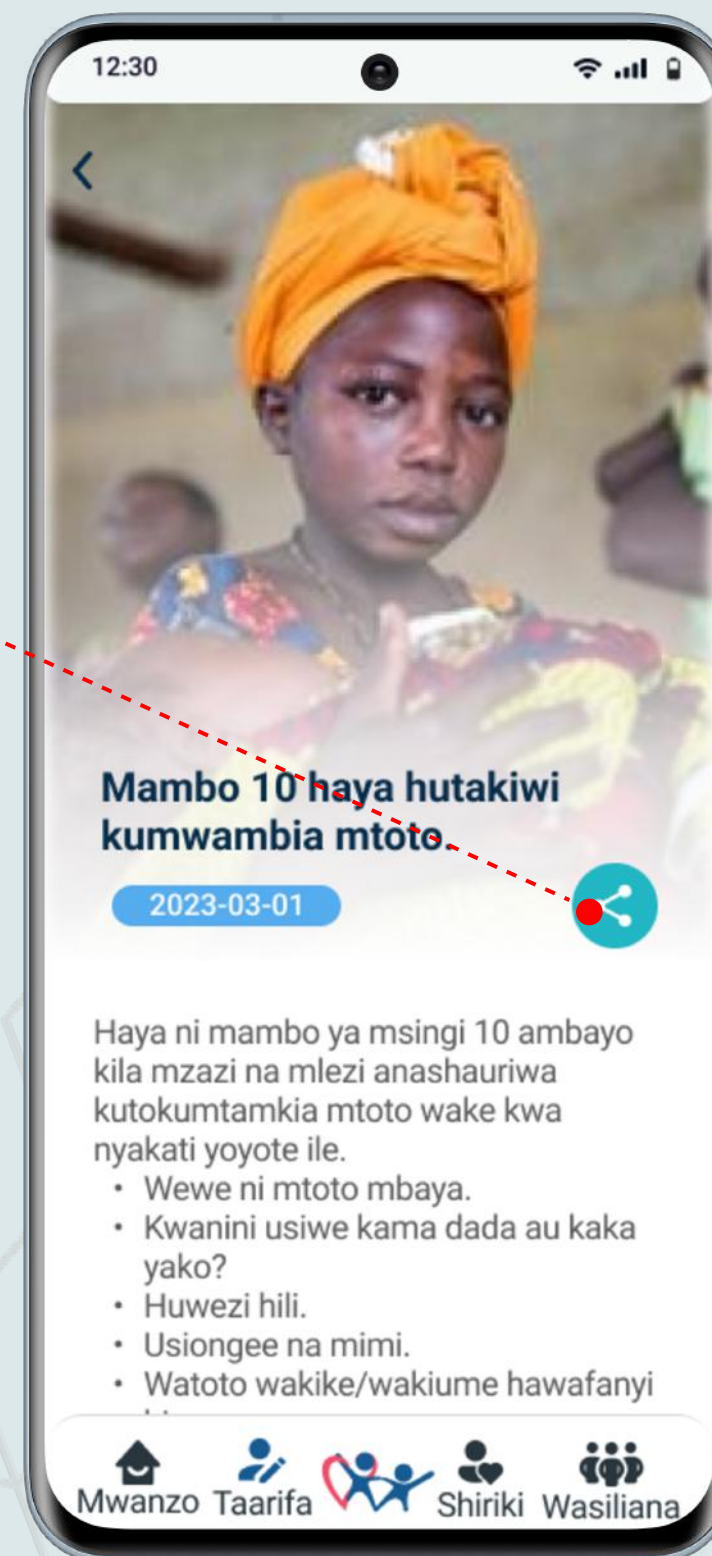 12:30
Mambo 10 haya hutakiwi
kumwambia mtoto.
2023-03-01
Haya ni mambo ya msingi 10 ambayo
kila mzazi na mlezi anashauriwa
kutokumtamkia mtoto wake kwa
nyakati yoyote ile.
• Wewe ni mtoto mbaya.
• Kwanini usiwe kama dada au kaka
yako?
• Huwezi hili.
• Usiongee na mimi.
• Watoto wakike/wakiume hawafanyi
Mwanzo Taarifa Shiriki Wasiliana